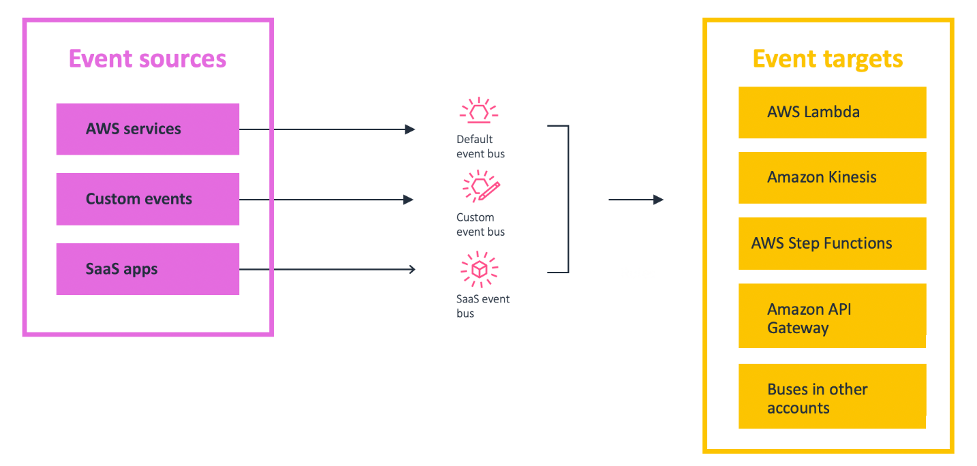 Event sources
AWS services
Custom events
SaaS apps
Default
event bus
Custom
event bus
SaaS event
bus
Event targets
AWS Lambda
Amazon Kinesis
AWS Step Functions
Amazon API
Gateway
Buses in other
accounts